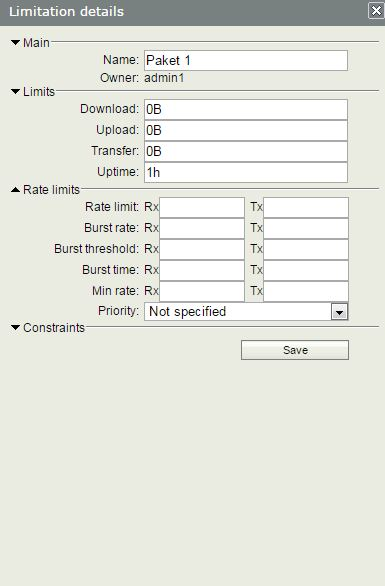 Limitation details
Main
Name: Paket 1
Owner: admin1
Limits
Download: 0B
Upload: 0B
Transfer: 0B
Uptime: 1h
Rate limits
Rate limit: Rx Tx
Burst rate: Rx Tx
Burst threshold: Rx Tx
Burst time: Rx Tx
Min rate: Rx Tx
Priority: Not specified
Constraints
Save